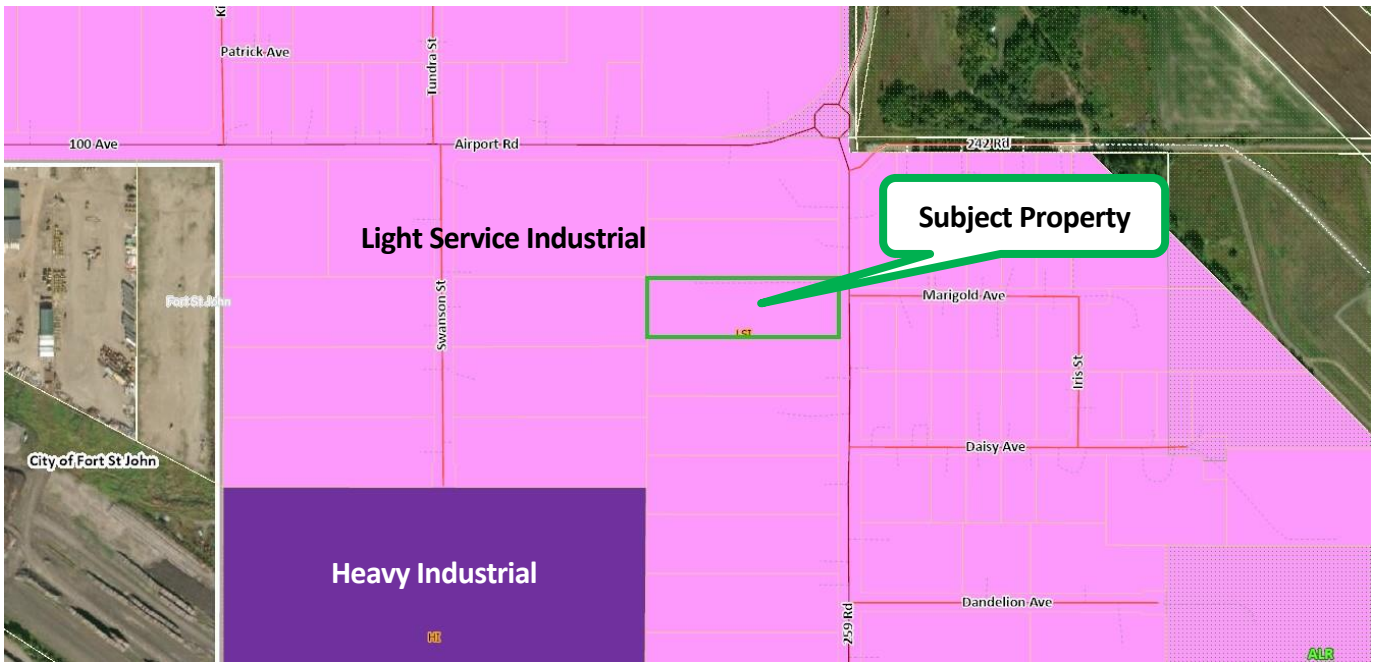 Ki
Patrick Ave
Tundra St
100 Ave
Airport Rd
242 Rd
Subject Property
Light Service Industrial
Fort St John
Swanson St
LSI
Marigold Ave
Iris St
City of Fort St John
Daisy Ave
Heavy Industrial
HI
259 Rd
Dandelion Ave
ALR